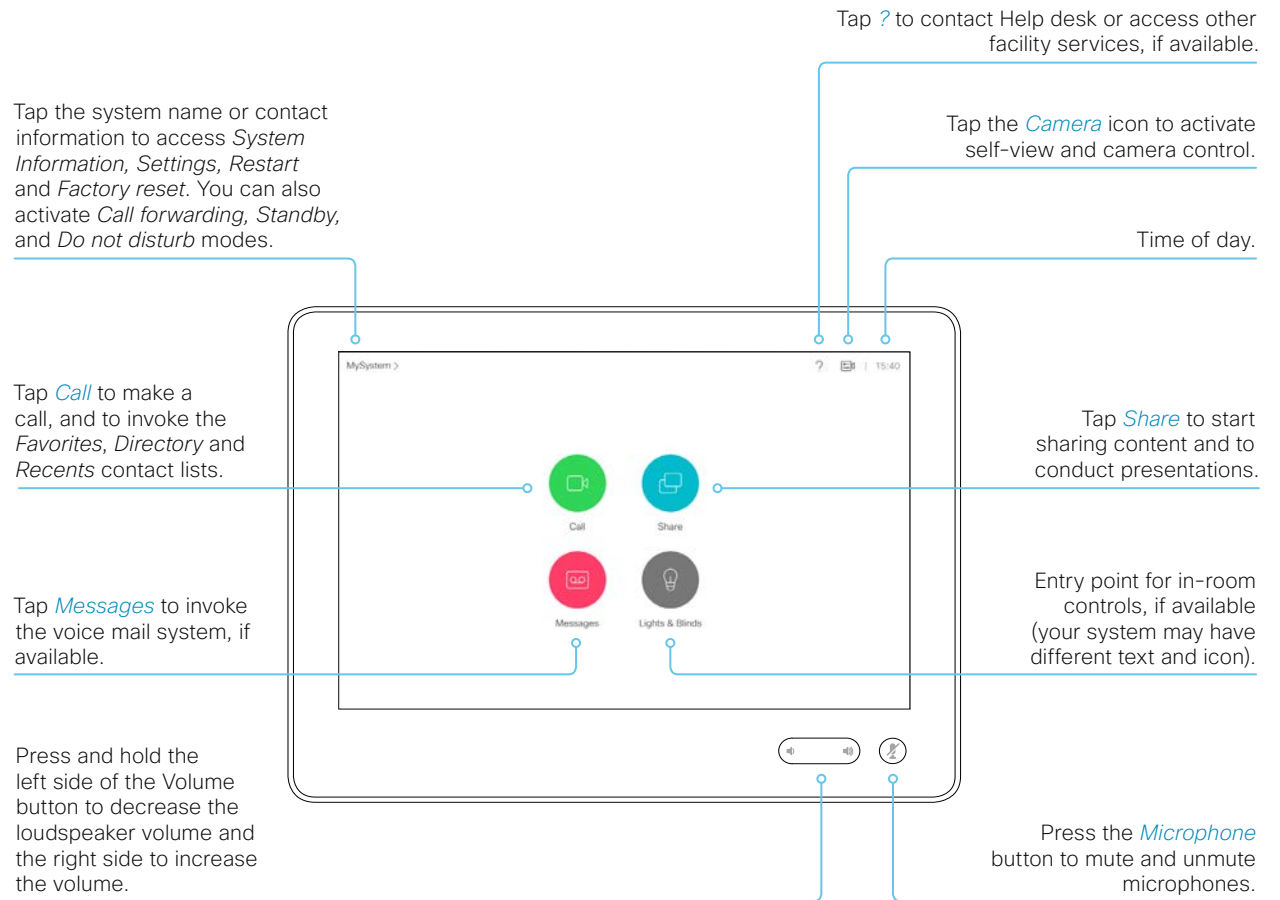 Tap ? to contact Help desk or access other
facility services, if available.
Tap the system name or contact
information to access System
Information, Settings, Restart
and Factory reset. You can also
activate Call forwarding, Standby,
and Do not disturb modes.
Tap the Camera icon to activate
self-view and camera control.
Time of day.
MySystem >
? | 15:40
Tap Call to make a
call, and to invoke the
Favorites, Directory and
Recents contact lists.
Tap Share to start
sharing content and to
conduct presentations.
Call
Share
Tap Messages to invoke
the voice mail system, if
available.
Messages
Lights & Blinds
Entry point for in-room
controls, if available
(your system may have
different text and icon).
Press and hold the
left side of the Volume
button to decrease the
loudspeaker volume and
the right side to increase
the volume.
Press the Microphone
button to mute and unmute
microphones.